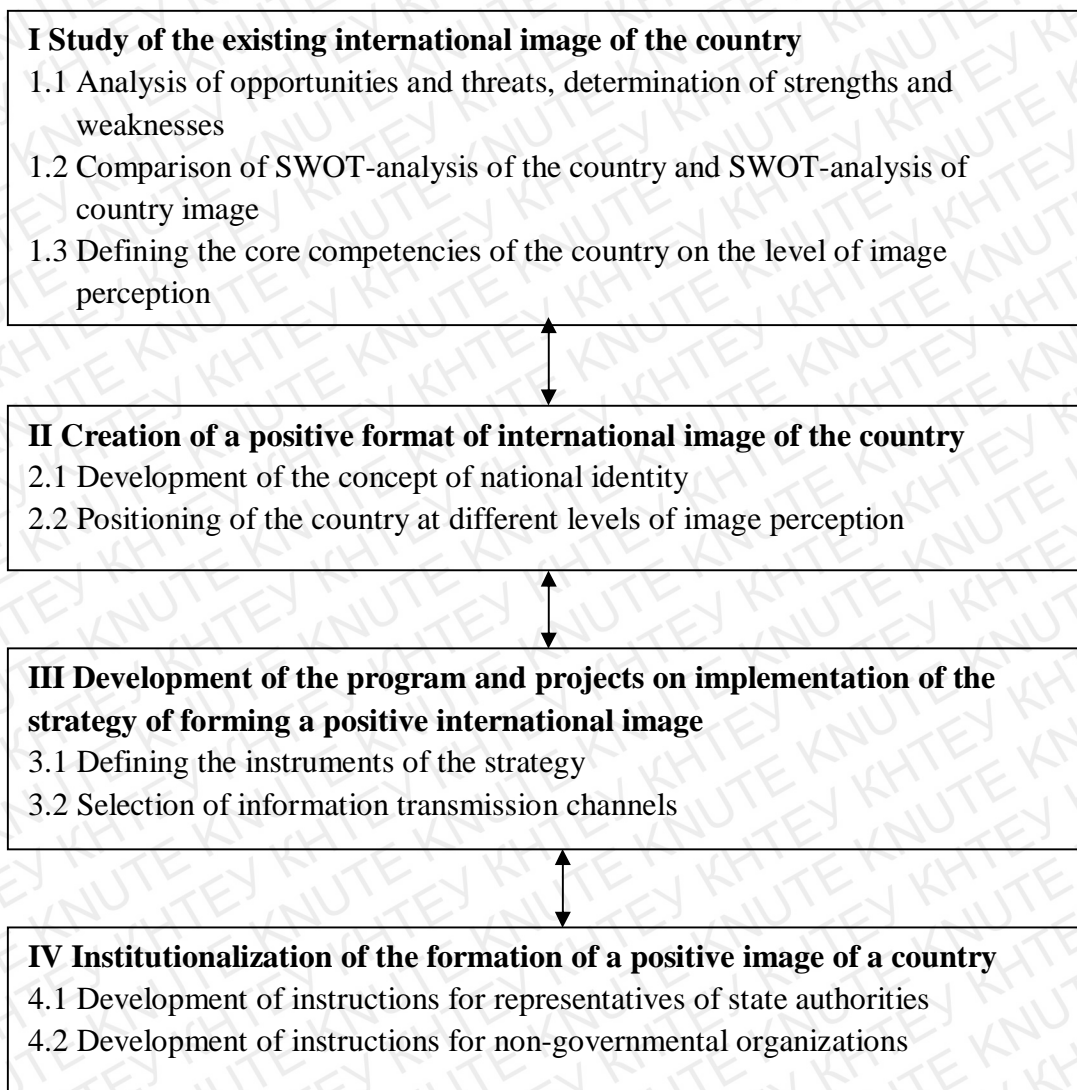 I Study of the existing international image of the country
1.1 Analysis of opportunities and threats, determination of strengths and
weaknesses
1.2 Comparison of SWOT-analysis of the country and SWOT-analysis of
country image
1.3 Defining the core competencies of the country on the level of image
perception
II Creation of a positive format of international image of the country
2.1 Development of the concept of national identity
2.2 Positioning of the country at different levels of image perception
III Development of the program and projects on implementation of the
strategy of forming a positive international image
3.1 Defining the instruments of the strategy
3.2 Selection of information transmission channels
IV Institutionalization of the formation of a positive image of a country
4.1 Development of instructions for representatives of state authorities
4.2 Development of instructions for non-governmental organizations